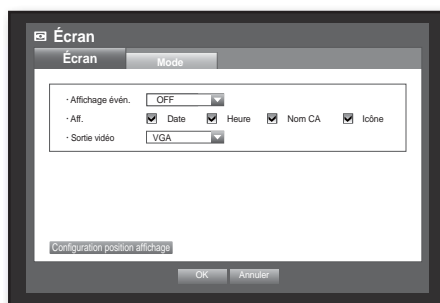 Écran
Écran Mode
· Affichage évén. OFF
· Aff. Date Heure Nom CA Icône
· Sortie vidéo VGA
Configuration position affichage
OK Annuler